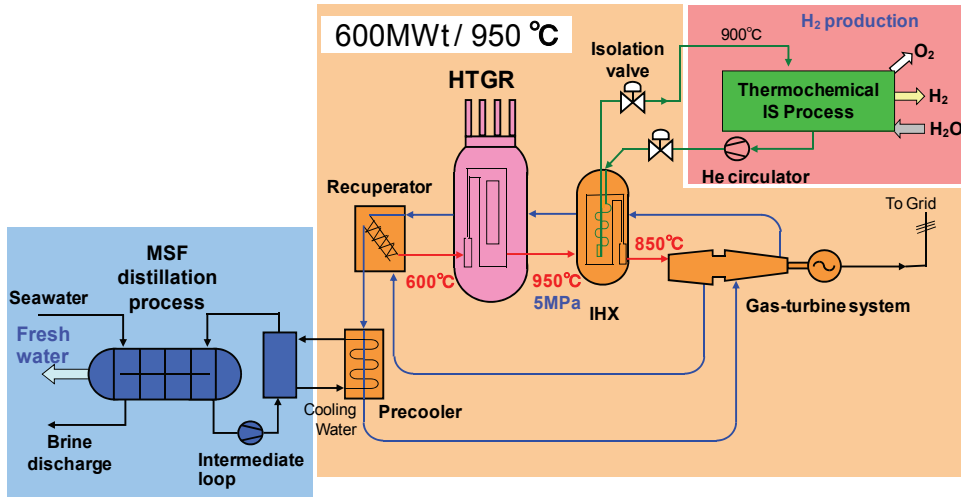 600MWt / 950 ℃
H₂ production
Isolation
valve
900℃
O₂
HTGR
Thermochemical
IS Process
H₂
H₂O
Recuperator
He circulator
To Grid
MSF
distillation
process
850℃
600℃
950℃
5MPa
IHX
Gas-turbine system
Seawater
Fresh
water
Precooler
Cooling
Water
Brine
discharge
Intermediate
loop